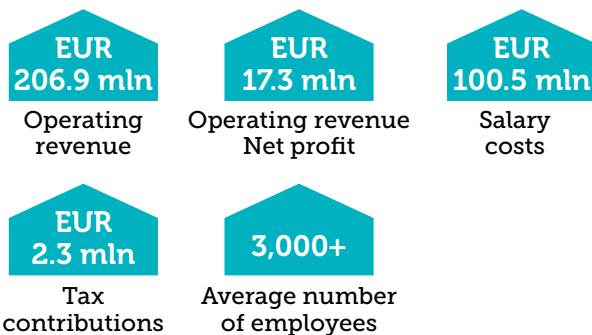 EUR
206.9 mln
Operating
revenue
EUR
17.3 mln
Operating revenue
Net profit
EUR
100.5 mln
Salary
costs
EUR
2.3 mln
Tax
contributions
3,000+
Average number
of employees